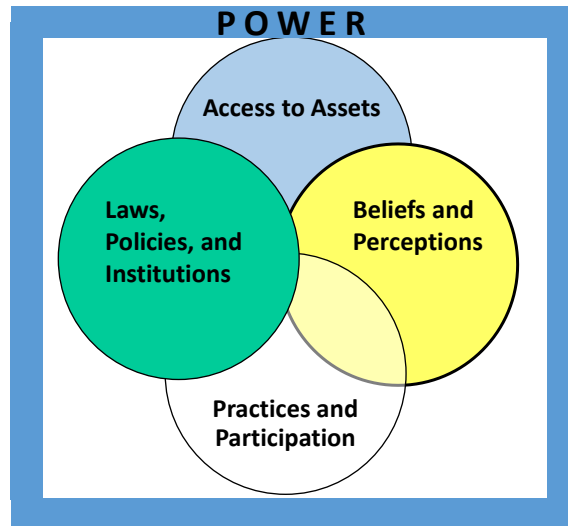 P O W E R
Access to Assets
Laws,
Policies, and
Institutions
Beliefs and
Perceptions
Practices and
Participation